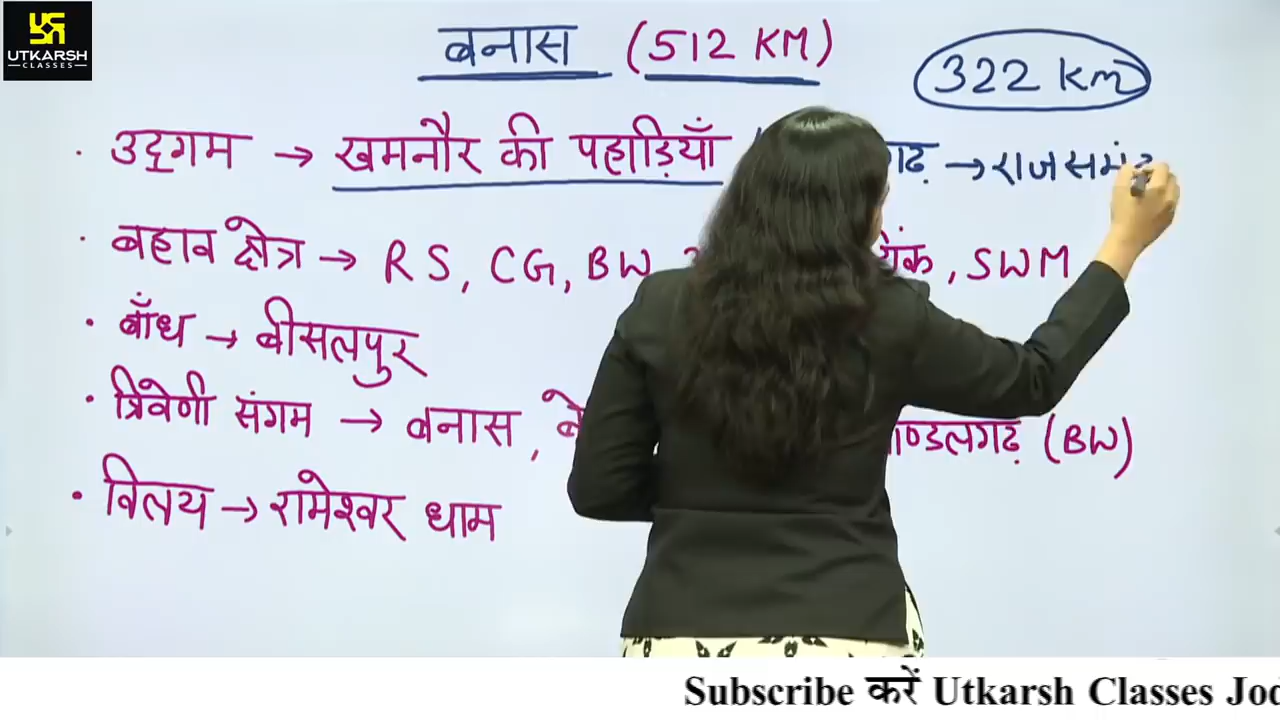 UTKARSH
CLASSES
बनास (512 KM)
322 km
• उद्गम → खमनौर की पहाड़ियाँ → राजसमंद
• बहाव क्षेत्र → RS, CG, BW टोंक, SWM
• बाँध → बीसलपुर
• त्रिवेणी संगम → बनास, (BW)
• विलय → रामेश्वर धाम
Subscribe करें Utkarsh Classes Jod